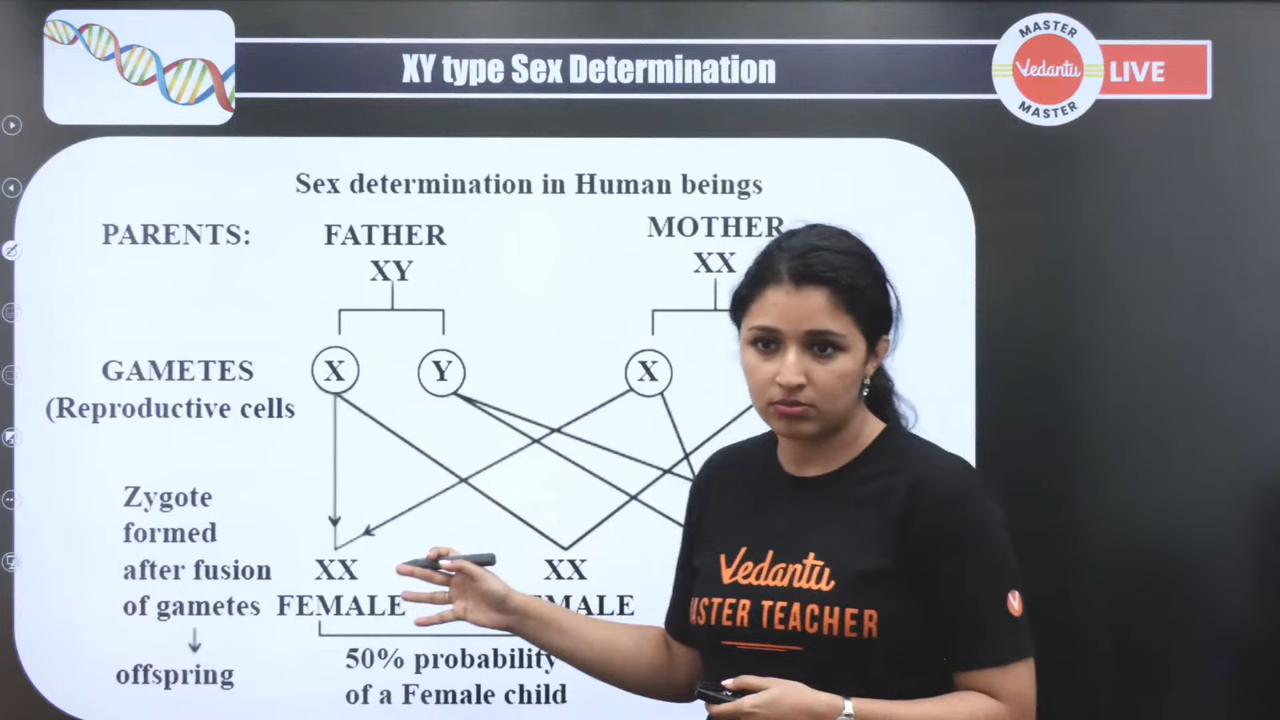 XY type Sex Determination
MASTER
Vedantu
MASTER
LIVE
Sex determination in Human beings
PARENTS:
FATHER
MOTHER
XY
XX
GAMETES
X
Y
X
(Reproductive cells
Zygote
formed
after fusion
of gametes
XX
XX
FEMALE
offspring
50% probability
of a Female child
Vedantu
TEACHER